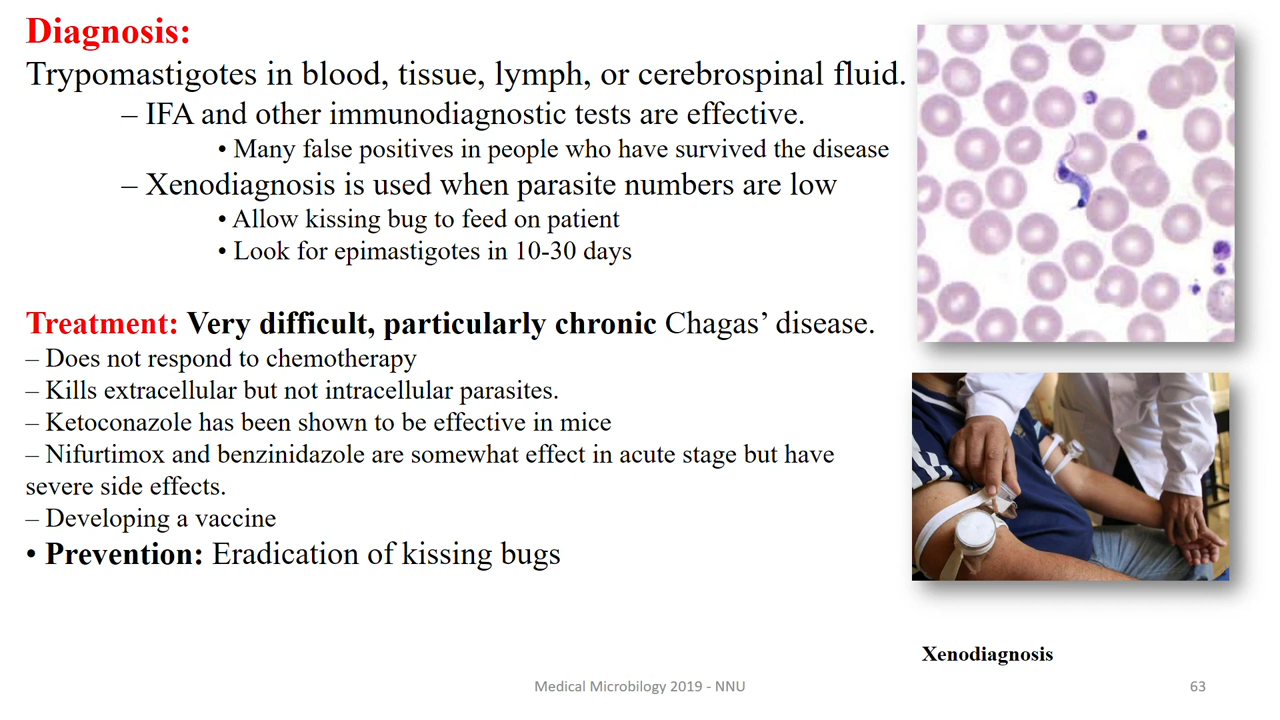 Diagnosis:
Trypomastigotes in blood, tissue, lymph, or cerebrospinal fluid.
– IFA and other immunodiagnostic tests are effective.
• Many false positives in people who have survived the disease
– Xenodiagnosis is used when parasite numbers are low
• Allow kissing bug to feed on patient
• Look for epimastigotes in 10-30 days
Treatment: Very difficult, particularly chronic Chagas’ disease.
– Does not respond to chemotherapy
– Kills extracellular but not intracellular parasites.
– Ketoconazole has been shown to be effective in mice
– Nifurtimox and benzinidazole are somewhat effect in acute stage but have
severe side effects.
– Developing a vaccine
• Prevention: Eradication of kissing bugs
Xenodiagnosis
Medical Microbilogy 2019 - NNU
63